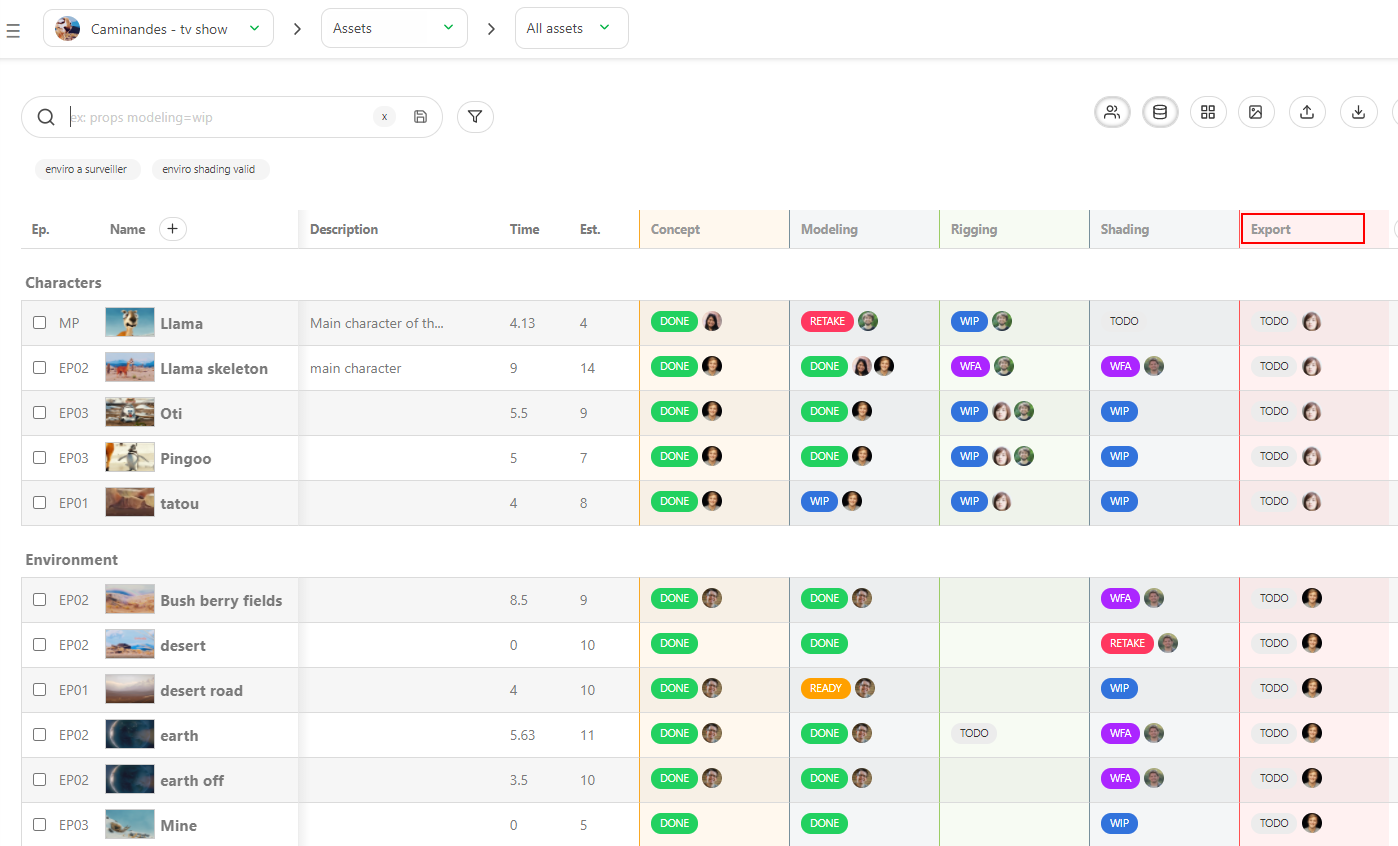 Caminandes - tv show Assets All assets
ex: props modeling=wip x
enviro a surveiller enviro shading valid
Ep. Name + Description Time Est. Concept Modeling Rigging Shading Export
Characters
MP Llama Main character of th... 4.13 4 DONE RETAKE WIP TODO TODO
EP02 Llama skeleton main character 9 14 DONE DONE WFA WFA TODO
EP03 Oti 5.5 9 DONE DONE WIP WIP TODO
EP03 Pingoo 5 7 DONE DONE WIP WIP TODO
EP01 tatou 4 8 DONE WIP WIP WIP TODO
Environment
EP02 Bush berry fields 8.5 9 DONE DONE WFA TODO
EP02 desert 0 10 DONE DONE RETAKE TODO
EP01 desert road 4 10 DONE READY WIP TODO
EP02 earth 5.63 11 DONE DONE TODO WFA TODO
EP02 earth off 3.5 10 DONE DONE WFA TODO
EP03 Mine 0 5 DONE DONE WIP TODO